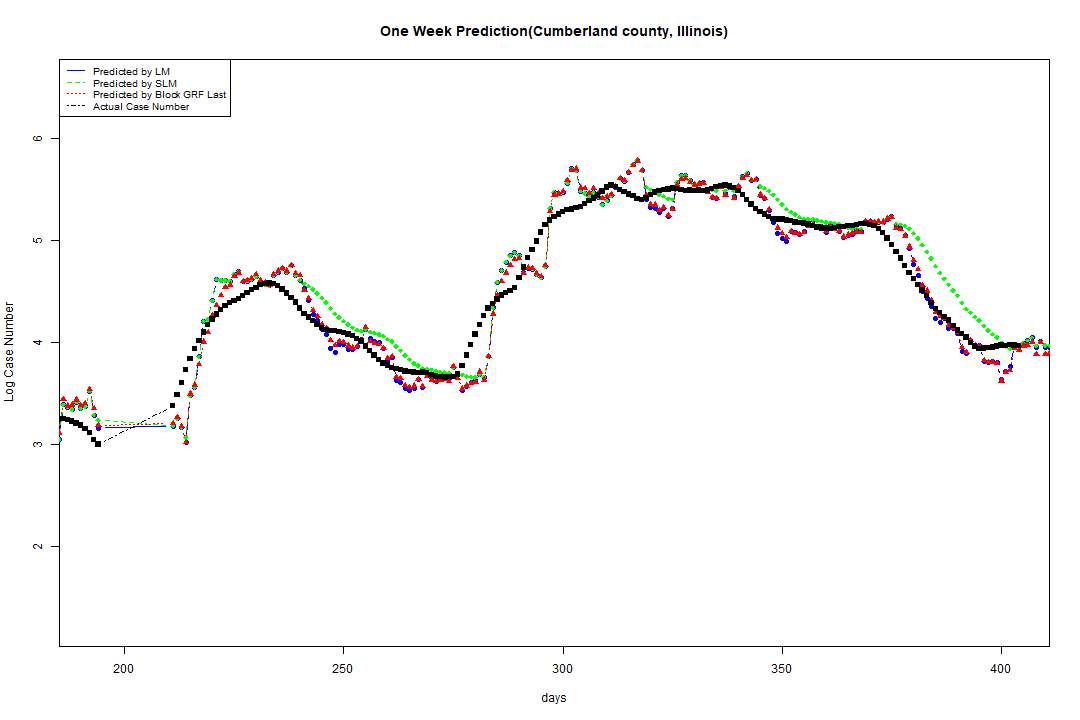 One Week Prediction(Cumberland county, Illinois)
Predicted by LM
Predicted by SLM
Predicted by Block GRF Last
Actual Case Number
6
5
4
3
2
Log Case Number
200 250 300 350 400
days